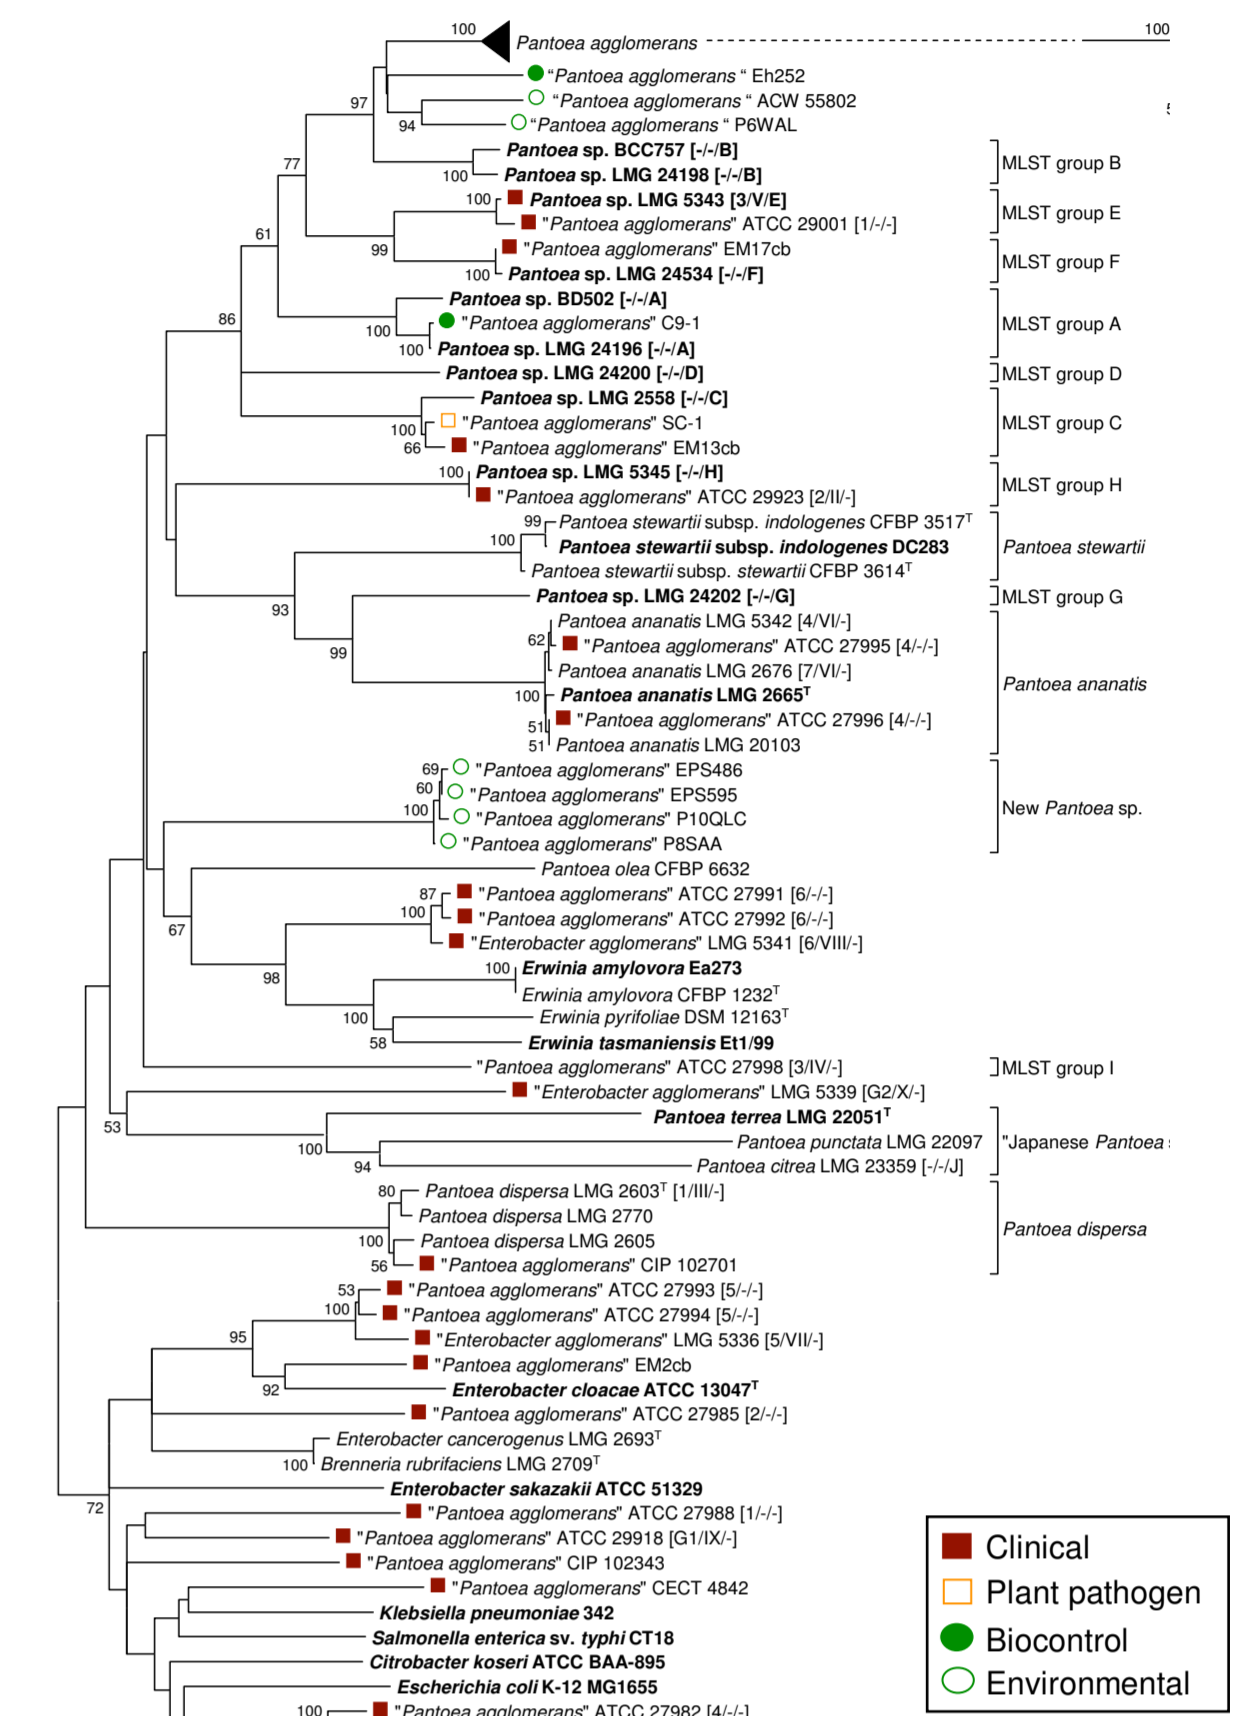 100 Pantoea agglomerans 100
“Pantoea agglomerans “ Eh252
“Pantoea agglomerans “ ACW 55802
97
94 “Pantoea agglomerans “ P6WAL
Pantoea sp. BCC757 [-/-/B]
MLST group B
77
100 Pantoea sp. LMG 24198 [-/-/B]
100 Pantoea sp. LMG 5343 [3/V/E]
MLST group E
"Pantoea agglomerans" ATCC 29001 [1/-/-]
61
99 "Pantoea agglomerans" EM17cb
MLST group F
100 Pantoea sp. LMG 24534 [-/-/F]
Pantoea sp. BD502 [-/-/A]
86
100 "Pantoea agglomerans" C9-1
MLST group A
100 Pantoea sp. LMG 24196 [-/-/A]
Pantoea sp. LMG 24200 [-/-/D]
MLST group D
Pantoea sp. LMG 2558 [-/-/C]
100 "Pantoea agglomerans" SC-1
MLST group C
66 "Pantoea agglomerans" EM13cb
100 Pantoea sp. LMG 5345 [-/-/H]
MLST group H
"Pantoea agglomerans" ATCC 29923 [2/II/-]
99 Pantoea stewartii subsp. indologenes CFBP 3517T
100 Pantoea stewartii subsp. indologenes DC283
Pantoea stewartii
Pantoea stewartii subsp. stewartii CFBP 3614T
93 Pantoea sp. LMG 24202 [-/-/G]
MLST group G
Pantoea ananatis LMG 5342 [4/VI/-]
62 "Pantoea agglomerans" ATCC 27995 [4/-/-]
99
Pantoea ananatis LMG 2676 [7/VI/-]
Pantoea ananatis
100 Pantoea ananatis LMG 2665T
51 "Pantoea agglomerans" ATCC 27996 [4/-/-]
51 Pantoea ananatis LMG 20103
69 "Pantoea agglomerans" EPS486
60 "Pantoea agglomerans" EPS595
New Pantoea sp.
100 "Pantoea agglomerans" P10QLC
"Pantoea agglomerans" P8SAA
Pantoea olea CFBP 6632
87 "Pantoea agglomerans" ATCC 27991 [6/-/-]
100 "Pantoea agglomerans" ATCC 27992 [6/-/-]
67
"Enterobacter agglomerans" LMG 5341 [6/VIII/-]
100 Erwinia amylovora Ea273
98
Erwinia amylovora CFBP 1232T
100 Erwinia pyrifoliae DSM 12163T
58 Erwinia tasmaniensis Et1/99
"Pantoea agglomerans" ATCC 27998 [3/IV/-]
MLST group I
"Enterobacter agglomerans" LMG 5339 [G2/X/-]
53 Pantoea terrea LMG 22051T
100 Pantoea punctata LMG 22097
"Japanese Pantoea
94 Pantoea citrea LMG 23359 [-/-/J]
80 Pantoea dispersa LMG 2603T [1/III/-]
Pantoea dispersa LMG 2770
Pantoea dispersa
100 Pantoea dispersa LMG 2605
56 "Pantoea agglomerans" CIP 102701
53 "Pantoea agglomerans" ATCC 27993 [5/-/-]
100 "Pantoea agglomerans" ATCC 27994 [5/-/-]
95 "Enterobacter agglomerans" LMG 5336 [5/VII/-]
"Pantoea agglomerans" EM2cb
92 Enterobacter cloacae ATCC 13047T
"Pantoea agglomerans" ATCC 27985 [2/-/-]
Enterobacter cancerogenus LMG 2693T
100 Brenneria rubrifaciens LMG 2709T
Enterobacter sakazakii ATCC 51329
72 "Pantoea agglomerans" ATCC 27988 [1/-/-]
"Pantoea agglomerans" ATCC 29918 [G1/IX/-]
"Pantoea agglomerans" CIP 102343
"Pantoea agglomerans" CECT 4842
Klebsiella pneumoniae 342
Salmonella enterica sv. typhi CT18
Citrobacter koseri ATCC BAA-895
Escherichia coli K-12 MG1655
100 "Pantoea agglomerans" ATCC 27982 [4/-/-]
Clinical
Plant pathogen
Biocontrol
Environmental